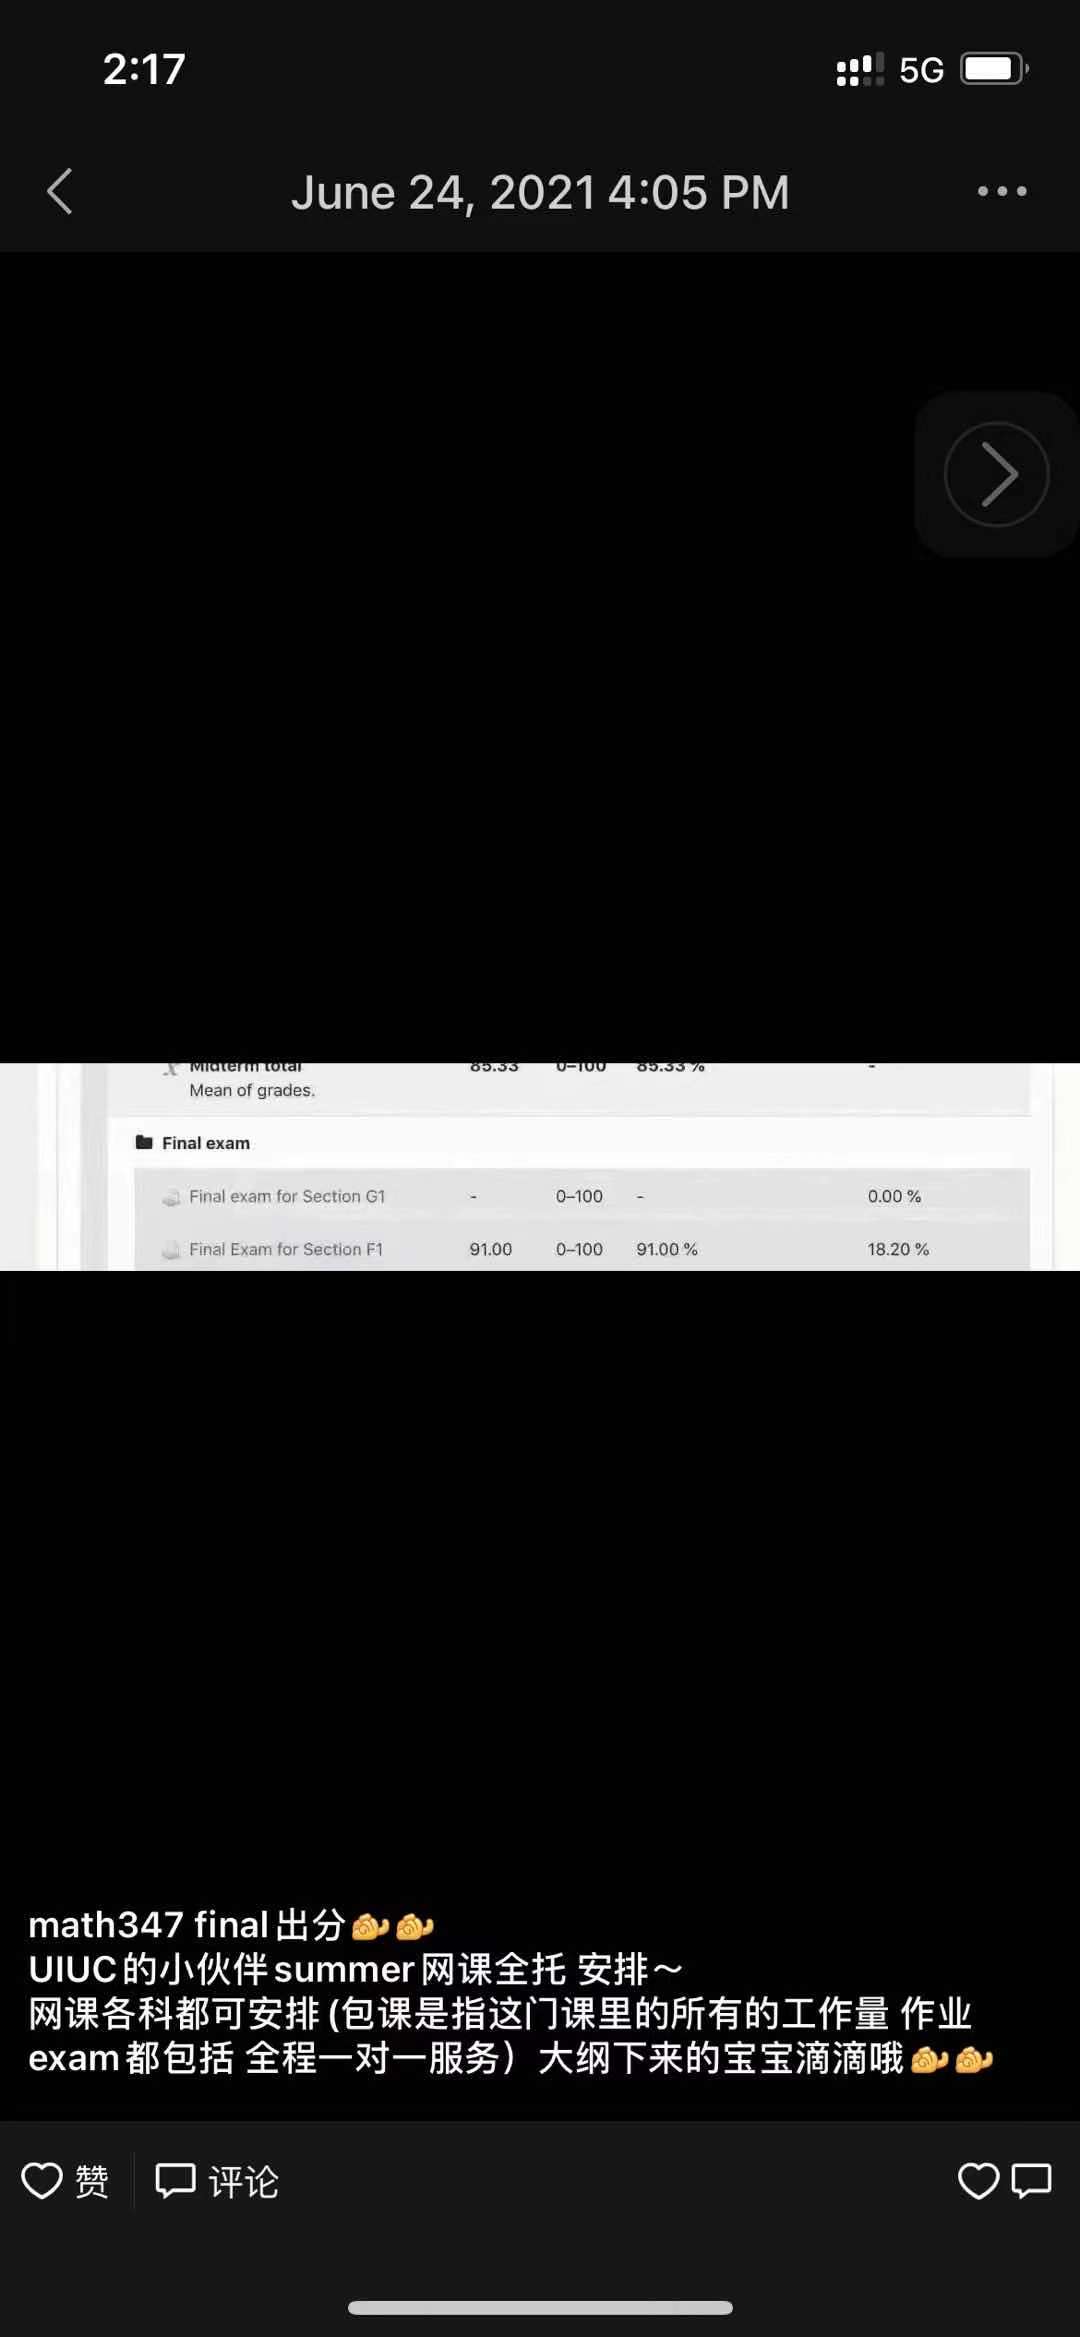 2:17
5G
June 24, 2021 4:05 PM
Midterm total 85.33 0–100 85.33 % -
Mean of grades.
Final exam
Final exam for Section G1 - 0–100 - 0.00 %
Final Exam for Section F1 91.00 0–100 91.00 % 18.20 %
math347 final出分
UIUC的小伙伴summer网课全托 安排～
网课各科都可安排(包课是指这门课里的所有的工作量 作业
exam都包括 全程一对一服务）大纲下来的宝宝滴滴哦
赞 评论